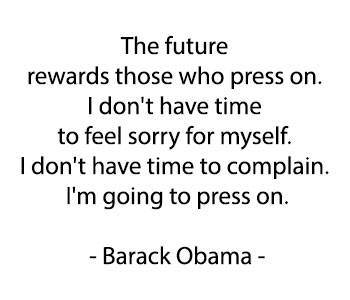 The future
rewards those who press on.
I don't have time
to feel sorry for myself.
I don't have time to complain.
I'm going to press on.
- Barack Obama -